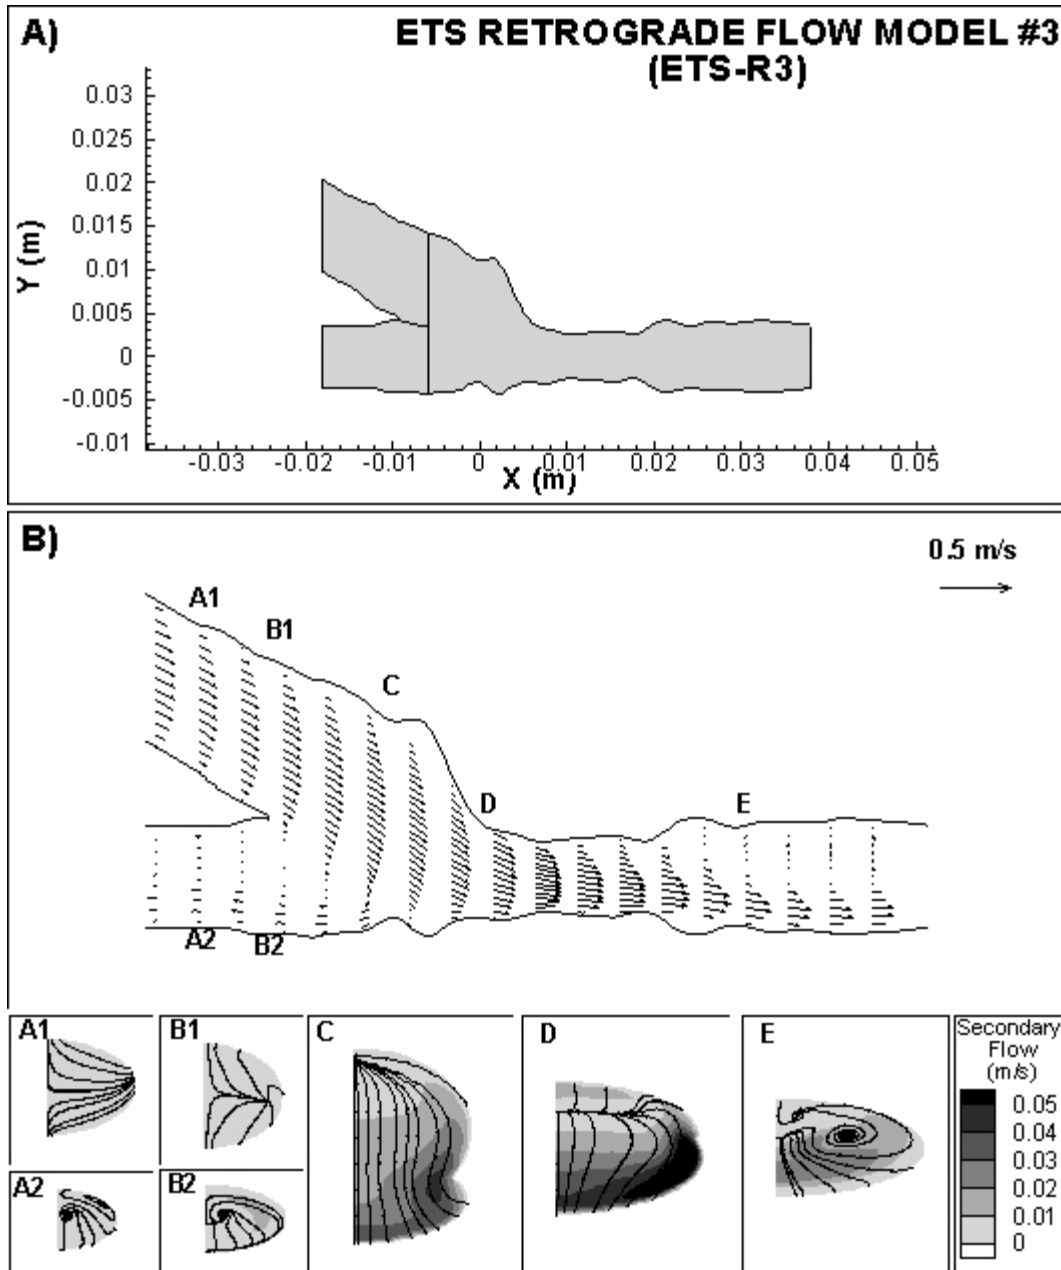 A)
ETS RETROGRADE FLOW MODEL #3
(ETS-R3)
0.03
0.025
0.02
0.015
0.01
0.005
0
-0.005
-0.01
Y (m)
-0.03 -0.02 -0.01 0 0.01 0.02 0.03 0.04 0.05
X (m)
B)
0.5 m/s
A1
B1
C
D
E
A2
B2
A1
B1
C
D
E
A2
B2
Secondary
Flow
(m/s)
0.05
0.04
0.03
0.02
0.01
0